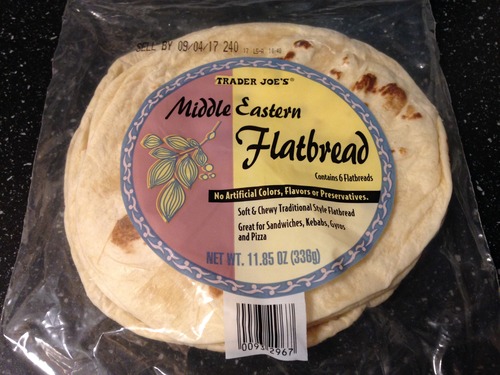 SELL BY 09/04/17 240
TRADER JOE'S®
Middle Eastern
Flatbread
Contains 6 Flatbreads
No Artificial Colors, Flavors or Preservatives.
Soft & Chewy Traditional Style Flatbread
Great for Sandwiches, Kebabs, Gyros
and Pizza
NET WT. 11.85 OZ (336g)